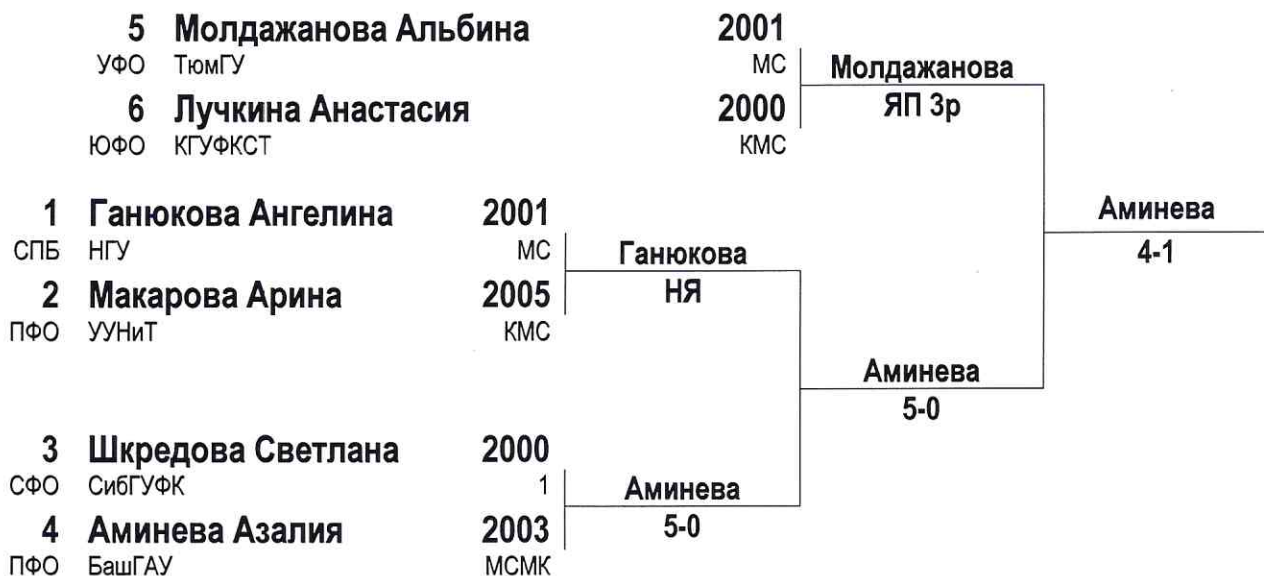 5 Молдажанова Альбина 2001
УФО ТюмГУ МС
Молдажанова
6 Лучкина Анастасия 2000
ЯП 3р
ЮФО КГУФКСТ КМС
1 Ганюкова Ангелина 2001
Аминева
СПБ НГУ МС
Ганюкова
4-1
2 Макарова Арина 2005
НЯ
ПФО УУНиТ КМС
Аминева
5-0
3 Шкредова Светлана 2000
СФО СибГУФК 1
Аминева
4 Аминева Азалия 2003
5-0
ПФО БашГАУ МСМК